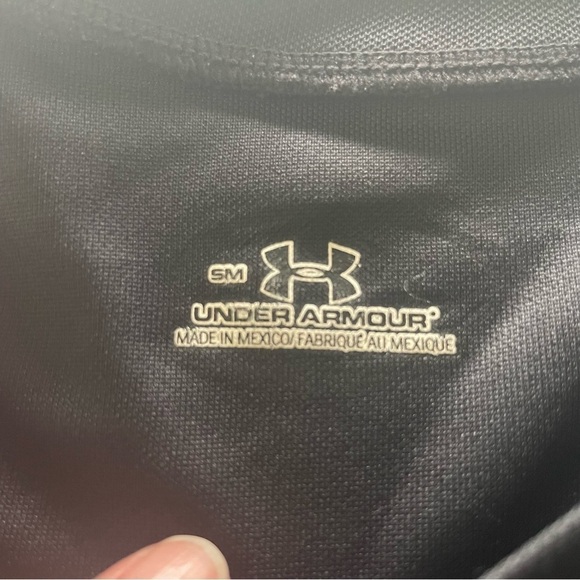 SM
UNDER ARMOUR®
MADE IN MEXICO/ FABRIQUÉ AU MEXIQUE